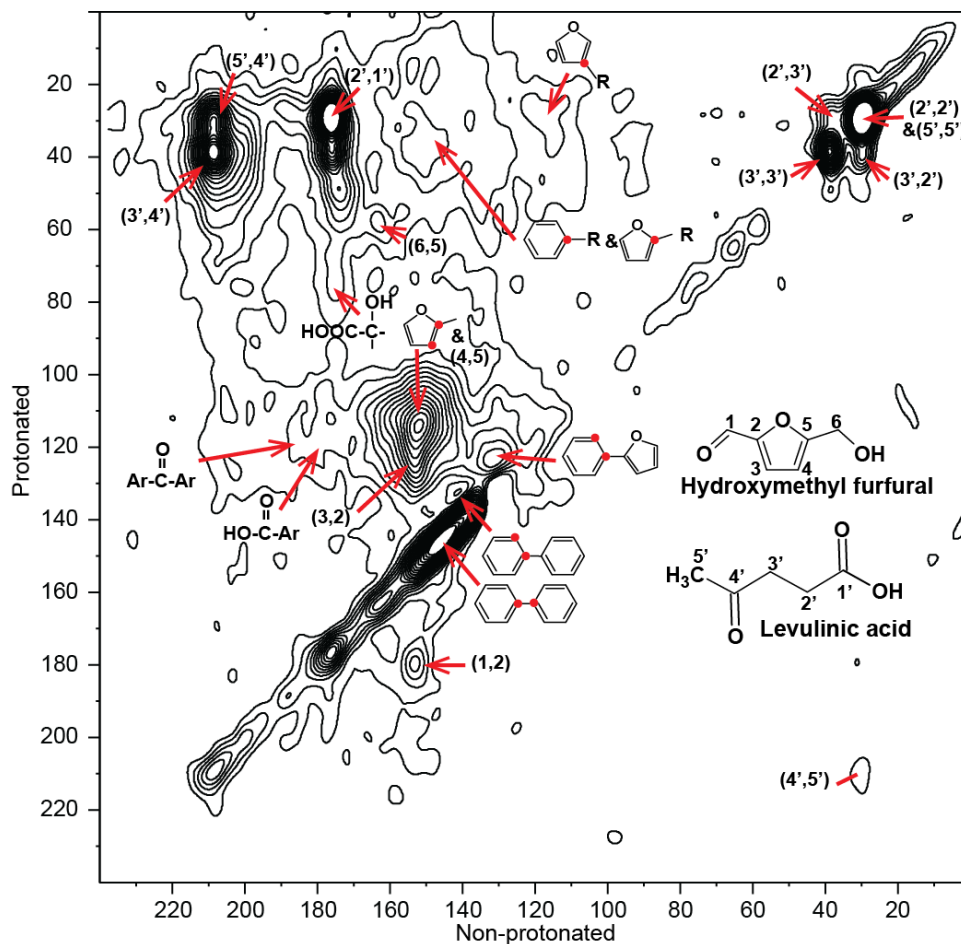 20
40
60
80
100
120
140
160
180
200
220
Protonated
220 200 180 160 140 120 100 80 60 40 20
Non-protonated
(5',4')
(2',1')
O
R
(2',3')
(2',2')
&(5',5')
(3',4')
(3',3')
(3',2')
(6,5)
R & O R
OH
HOOC-C-
O
&
(4,5)
O
Ar-C-Ar
O
HO-C-Ar
(3,2)
O
(1,2)
(4',5')
1 2 O 5 6
O 3 4 OH
Hydroxymethyl furfural
5' 3' O
H3C 4' 1'
2' OH
O
Levulinic acid